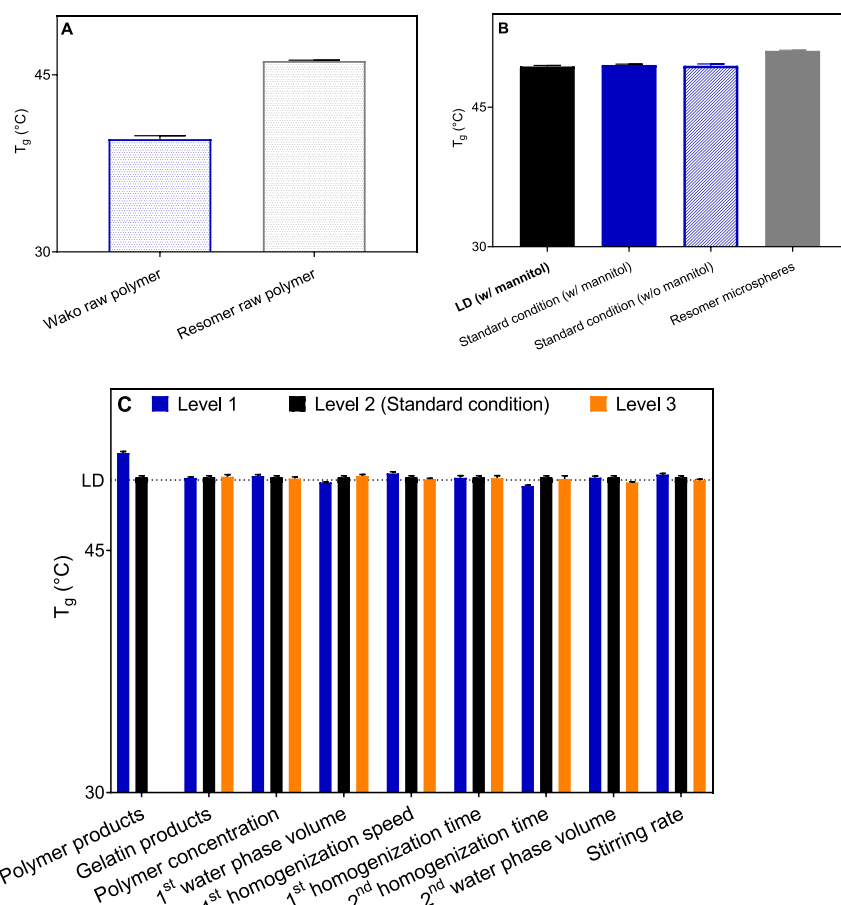 A
45
30
Tg (°C)
Wako raw polymer
Resomer raw polymer
B
45
30
Tg (°C)
LD (w/ mannitol)
Standard condition (w/ mannitol)
Standard condition (w/o mannitol)
Resomer microspheres
C
Level 1
Level 2 (Standard condition)
Level 3
LD
45
30
Tg (°C)
Polymer products
Gelatin products
Polymer concentration
1st water phase volume
1st homogenization speed
1st homogenization time
2nd homogenization time
2nd water phase volume
Stirring rate